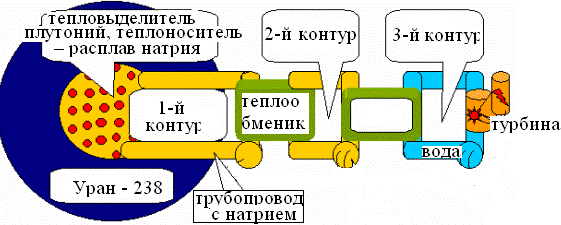 тепловыделитель
плутоний, теплоноситель
– расплав натрия
2-й контур
3-й контур
1-й
контур
теплоо
бменик
турбина
вода
Уран - 238
трубопровод
с натрием